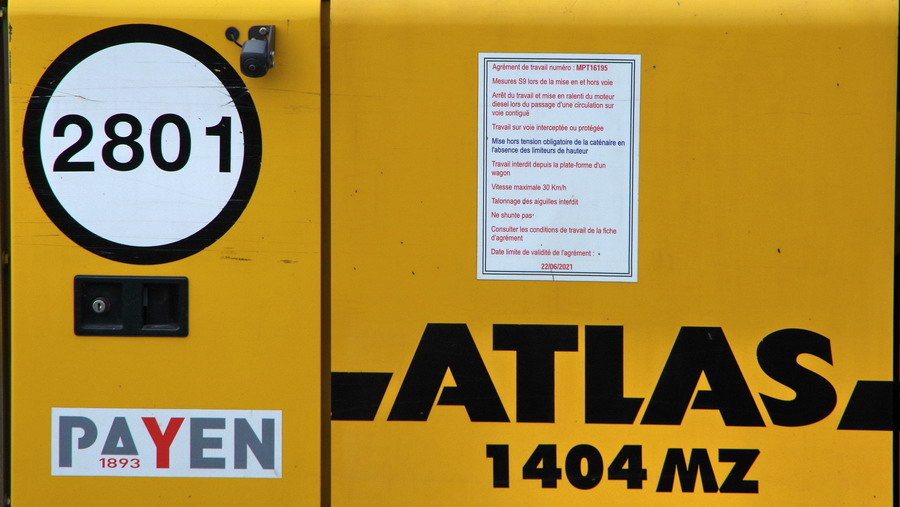 2801
PAYEN
1893
Agrément de travail numéro : MPT16195
Mesures S9 lors de la mise en et hors voie
Arrêt du travail et mise en ralenti du moteur
diesel lors du passage d'une circulation sur
voie contiguë
Travail sur voie interceptée ou protégée
Mise hors tension obligatoire de la caténaire en
l'absence des limiteurs de hauteur
Travail interdit depuis la plate-forme d'un
wagon
Vitesse maximale 30 Km/h
Talonnage des aiguilles interdit
Ne shunte pas
Consulter les conditions de travail de la fiche
d'agrément
Date limite de validité de l'agrément :
22/06/2021
ATLAS
1404 MZ